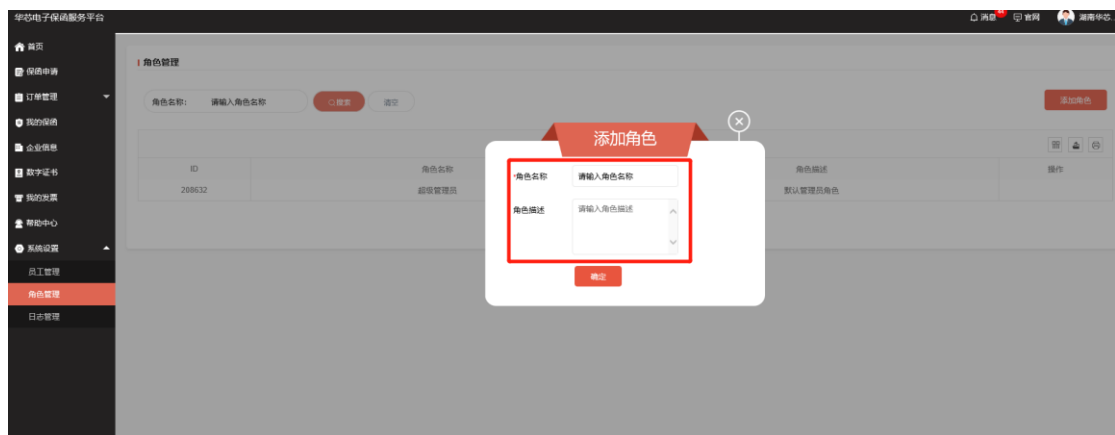 华芯电子保函服务平台
消息 官网 湖南华芯...
首页
保函申请
订单管理
我的保函
企业信息
数字证书
我的发票
帮助中心
系统设置
员工管理
角色管理
日志管理
角色管理
角色名称: 请输入角色名称 搜索 清空 添加角色
ID 角色名称 角色描述 操作
208632 超级管理员 默认管理员角色
添加角色
*角色名称 请输入角色名称
角色描述 请输入角色描述
确定